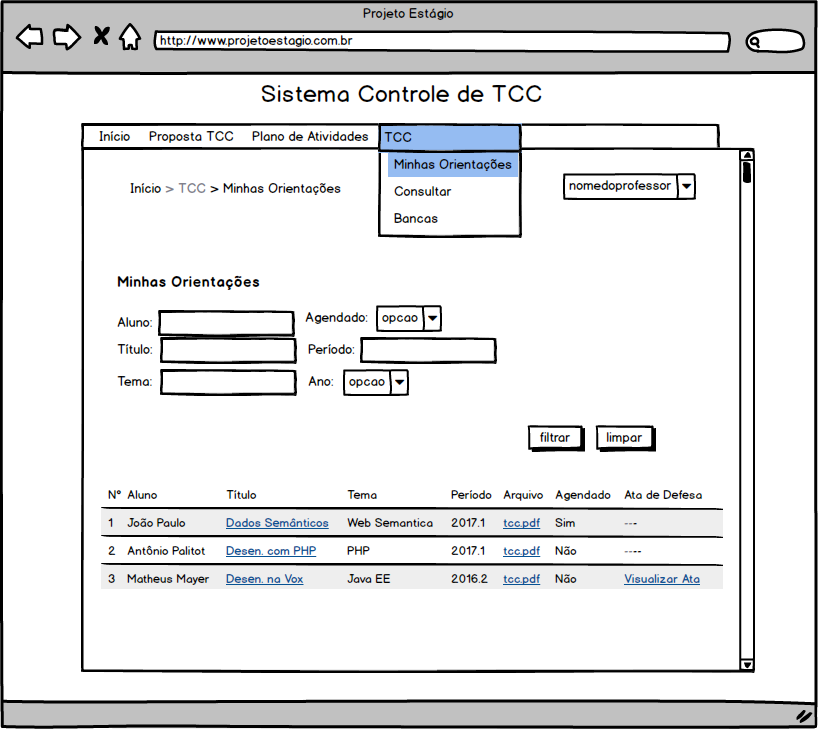 Projeto Estágio
http://www.projetoestagio.com.br
Sistema Controle de TCC
Início Proposta TCC Plano de Atividades TCC
Minhas Orientações
Consultar
Bancas
Início > TCC > Minhas Orientações
nomedoprofessor
Minhas Orientações
Aluno: Agendado: opcao
Título: Período:
Tema: Ano: opcao
filtrar limpar
Nº Aluno Título Tema Período Arquivo Agendado Ata de Defesa
1 João Paulo Dados Semânticos Web Semantica 2017.1 tcc.pdf Sim ---
2 Antônio Palitot Desen. com PHP PHP 2017.1 tcc.pdf Não ----
3 Matheus Mayer Desen. na Vox Java EE 2016.2 tcc.pdf Não Visualizar Ata